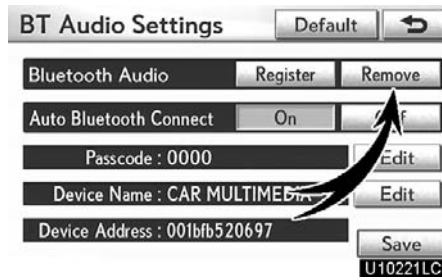 BT Audio Settings Default
Bluetooth Audio Register Remove
Auto Bluetooth Connect On
Passcode : 0000 Edit
Device Name : CAR MULTIMEDIA Edit
Device Address : 001bfb520697
Save
U10221LC